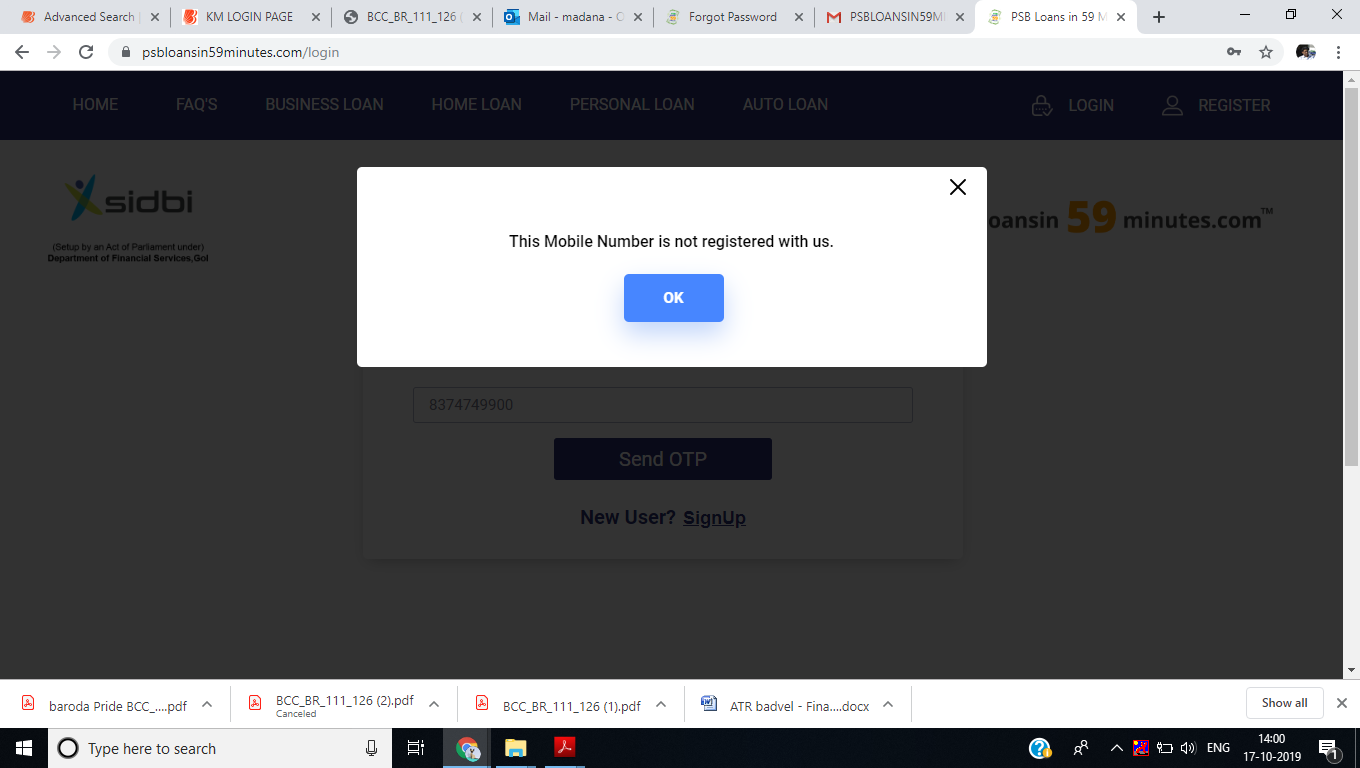 Advanced Search |
KM LOGIN PAGE
BCC_BR_111_126 (
Mail - madana - O
Forgot Password
PSBLOANSIN59MI
PSB Loans in 59 M
psbloansin59minutes.com/login
HOME
FAQ'S
BUSINESS LOAN
HOME LOAN
PERSONAL LOAN
AUTO LOAN
LOGIN
REGISTER
sidbi
(Setup by an Act of Parliament under)
Department of Financial Services,GoI
oansin 59 minutes.com™
This Mobile Number is not registered with us.
OK
8374749900
Send OTP
New User? SignUp
baroda Pride BCC_....pdf
BCC_BR_111_126 (2).pdf
Canceled
BCC_BR_111_126 (1).pdf
ATR badvel - Fina....docx
Show all
Type here to search
ENG
14:00
17-10-2019
1